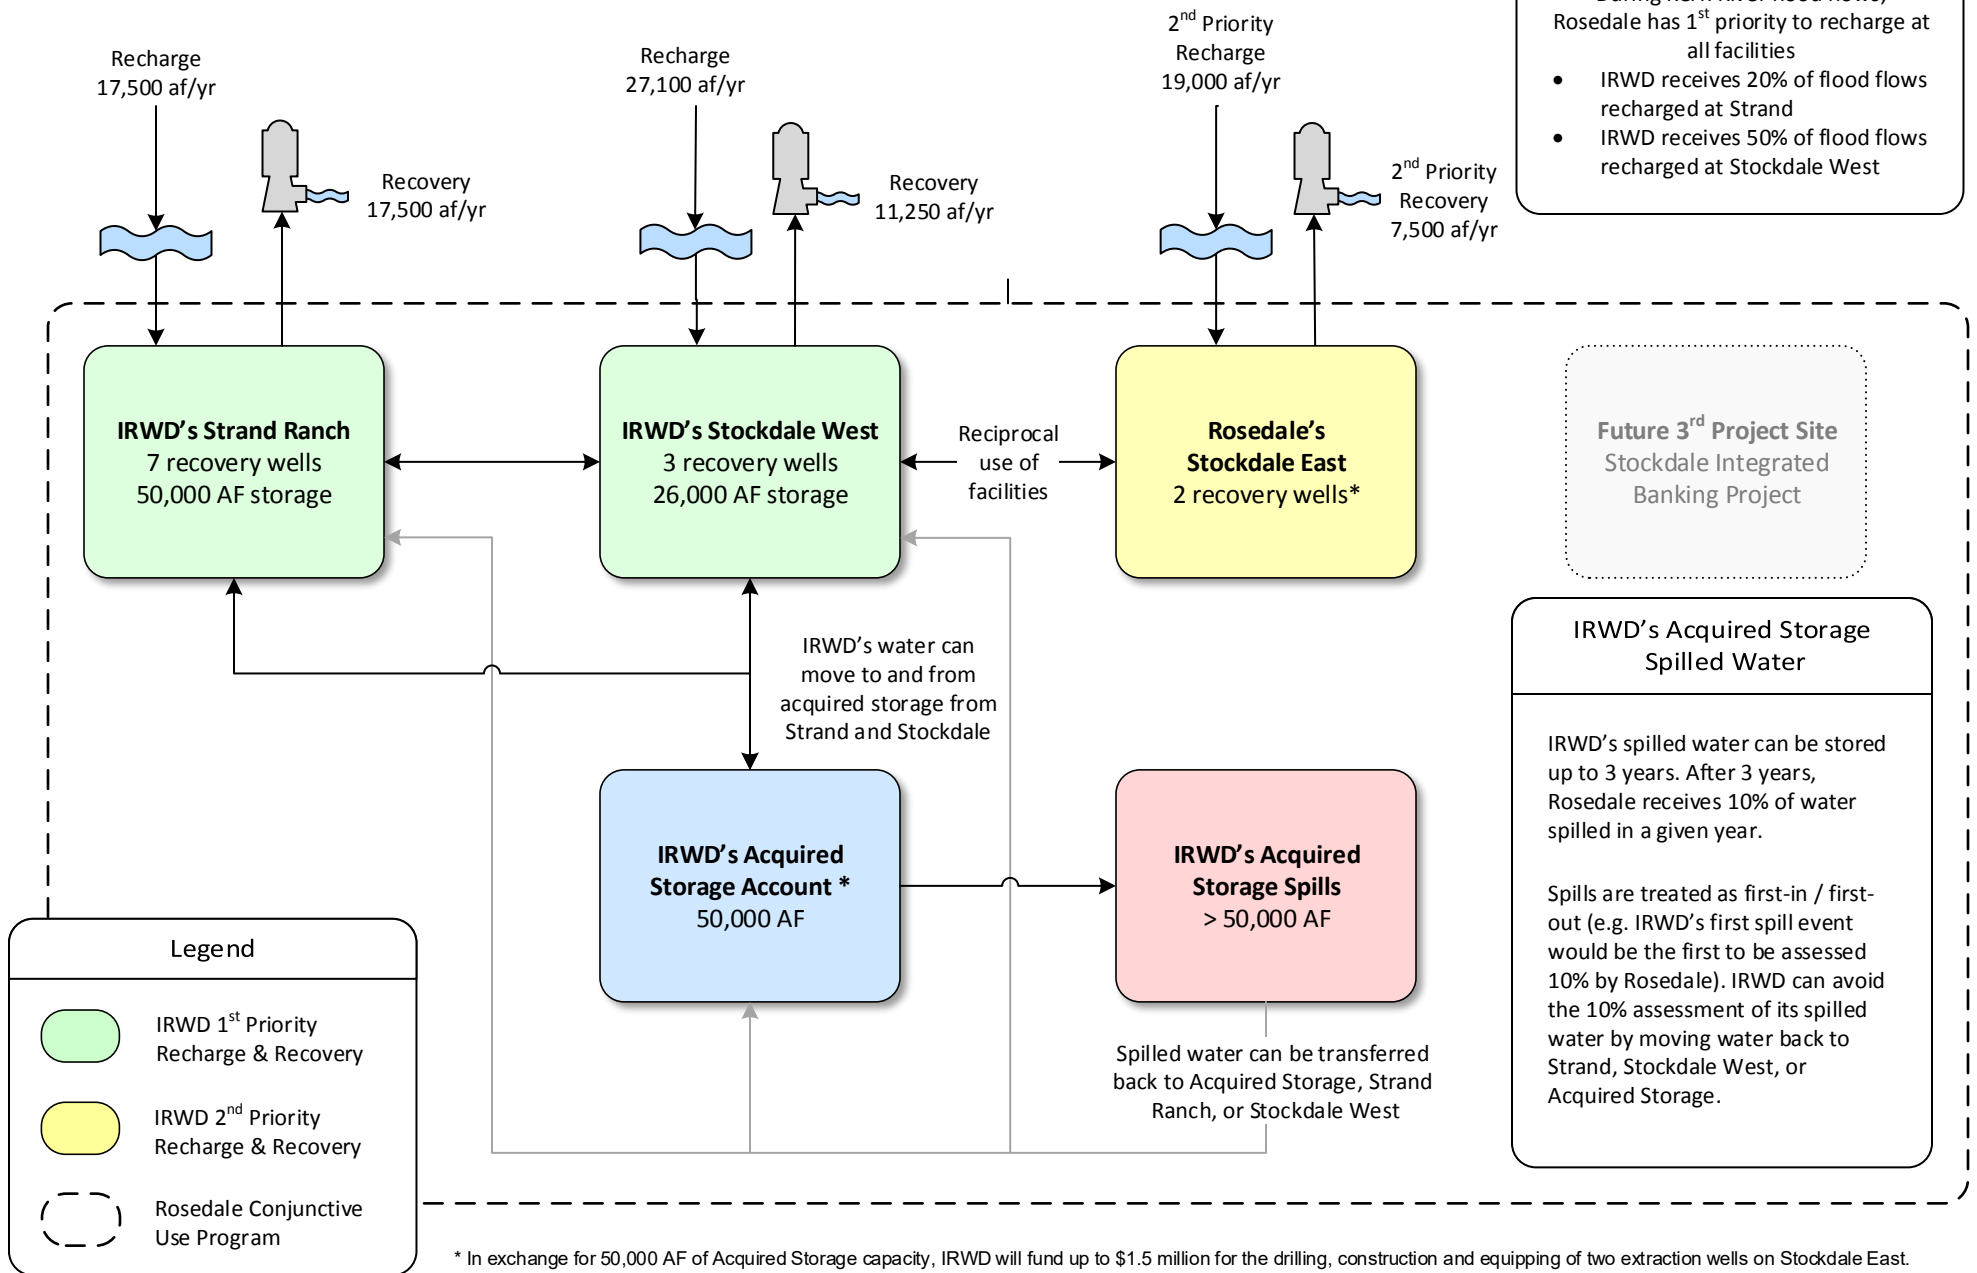 Recharge
17,500 af/yr
Recovery
17,500 af/yr
Recharge
27,100 af/yr
Recovery
11,250 af/yr
2nd Priority
Recharge
19,000 af/yr
2nd Priority
Recovery
7,500 af/yr
Rosedale has 1st priority to recharge at
all facilities
• IRWD receives 20% of flood flows
recharged at Strand
• IRWD receives 50% of flood flows
recharged at Stockdale West
IRWD’s Strand Ranch
7 recovery wells
50,000 AF storage
IRWD’s Stockdale West
3 recovery wells
26,000 AF storage
Reciprocal
use of
facilities
Rosedale’s
Stockdale East
2 recovery wells*
Future 3rd Project Site
Stockdale Integrated
Banking Project
IRWD’s water can
move to and from
acquired storage from
Strand and Stockdale
IRWD’s Acquired
Storage Account *
50,000 AF
IRWD’s Acquired
Storage Spills
> 50,000 AF
Spilled water can be transferred
back to Acquired Storage, Strand
Ranch, or Stockdale West
IRWD’s Acquired Storage
Spilled Water
IRWD’s spilled water can be stored
up to 3 years. After 3 years,
Rosedale receives 10% of water
spilled in a given year.
Spills are treated as first-in / first-
out (e.g. IRWD’s first spill event
would be the first to be assessed
10% by Rosedale). IRWD can avoid
the 10% assessment of its spilled
water by moving water back to
Strand, Stockdale West, or
Acquired Storage.
Legend
IRWD 1st Priority
Recharge & Recovery
IRWD 2nd Priority
Recharge & Recovery
Rosedale Conjunctive
Use Program
* In exchange for 50,000 AF of Acquired Storage capacity, IRWD will fund up to $1.5 million for the drilling, construction and equipping of two extraction wells on Stockdale East.